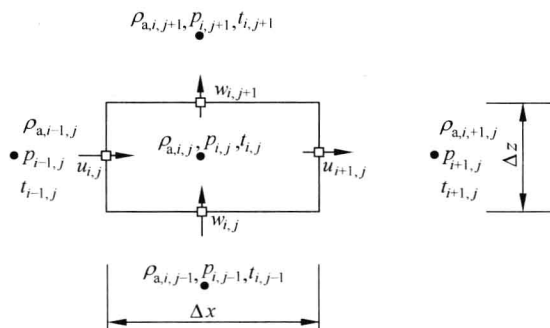 ρa,i,j+1, pi,j+1, ti,j+1
wi,j+1
ρa,i-1,j
pi-1,j
ti-1,j
ui,j
ρa,i,j, pi,j, ti,j
ui+1,j
ρa,i+1,j
pi+1,j
ti+1,j
Δz
wi,j
ρa,i,j-1, pi,j-1, ti,j-1
Δx